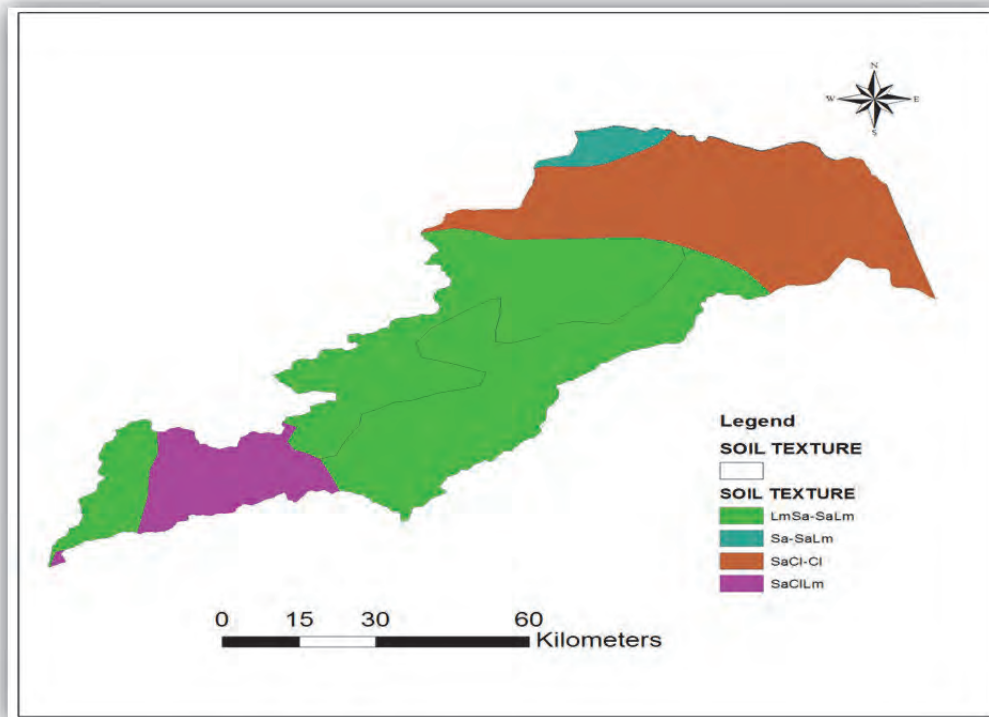 N
W E
S
Legend
SOIL TEXTURE
SOIL TEXTURE
LmSa-SaLm
Sa-SaLm
SaCl-Cl
SaClLm
0 15 30 60
Kilometers